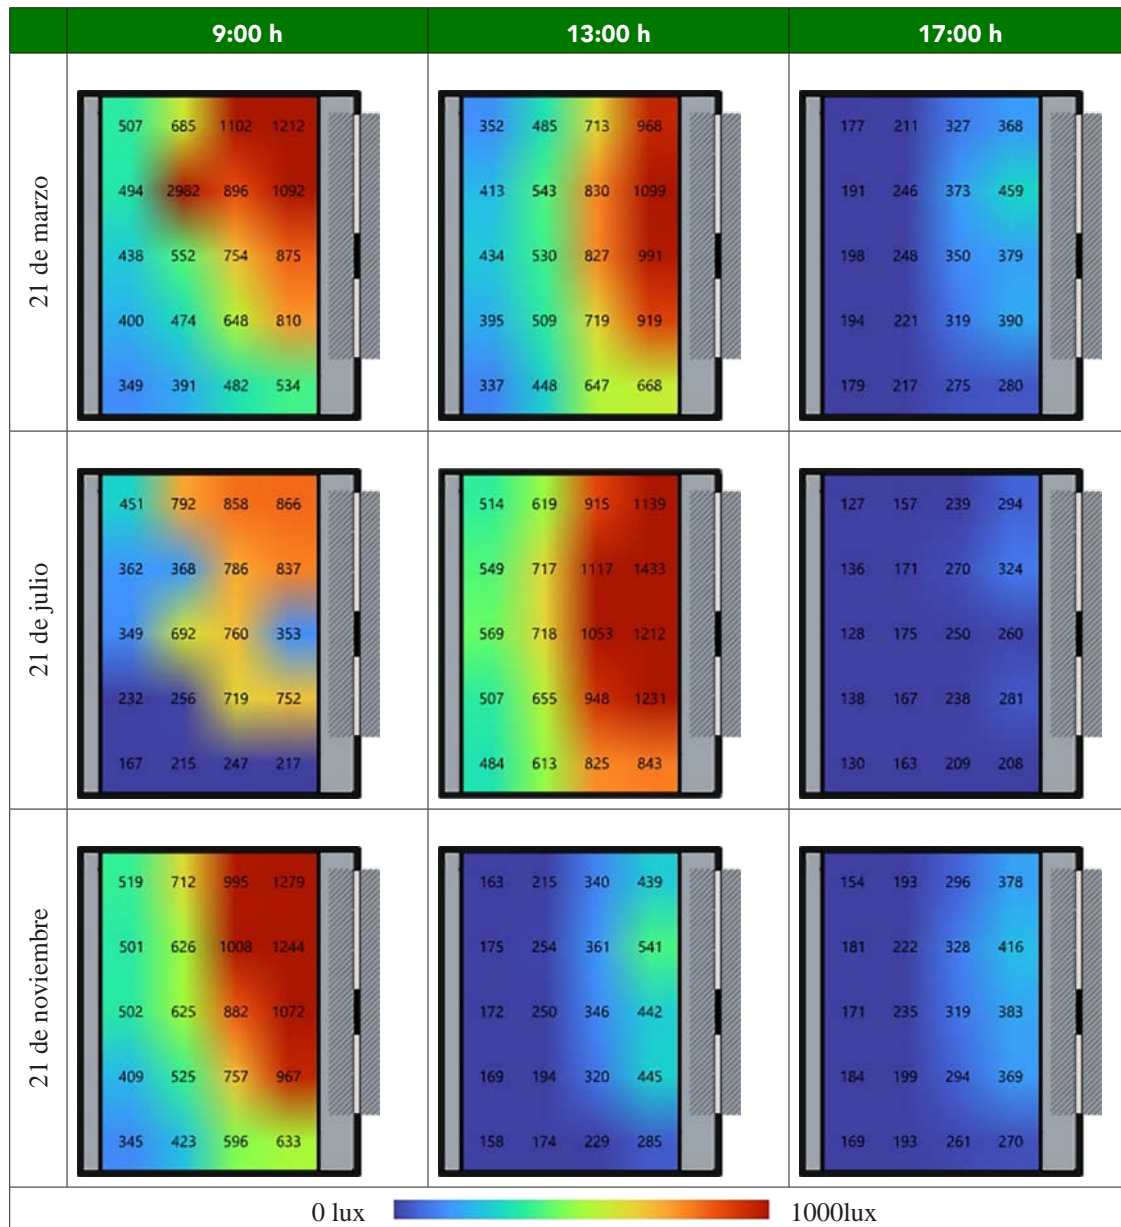 9:00 h 13:00 h 17:00 h
21 de marzo
507 685 1102 1212 352 485 713 968 177 211 327 368
494 2982 896 1092 413 543 830 1099 191 246 373 459
438 552 754 875 434 530 827 991 198 248 350 379
400 474 648 810 395 509 719 919 194 221 319 390
349 391 482 534 337 448 647 668 179 217 275 280
21 de julio
451 792 858 866 514 619 915 1139 127 157 239 294
362 368 786 837 549 717 1117 1433 136 171 270 324
349 692 760 353 569 718 1053 1212 128 175 250 260
232 256 719 752 507 655 948 1231 138 167 238 281
167 215 247 217 484 613 825 843 130 163 209 208
21 de noviembre
519 712 995 1279 163 215 340 439 154 193 296 378
501 626 1008 1244 175 254 361 541 181 222 328 416
502 625 882 1072 172 250 346 442 171 235 319 383
409 525 757 967 169 194 320 445 184 199 294 369
345 423 596 633 158 174 229 285 169 193 261 270
0 lux 1000lux